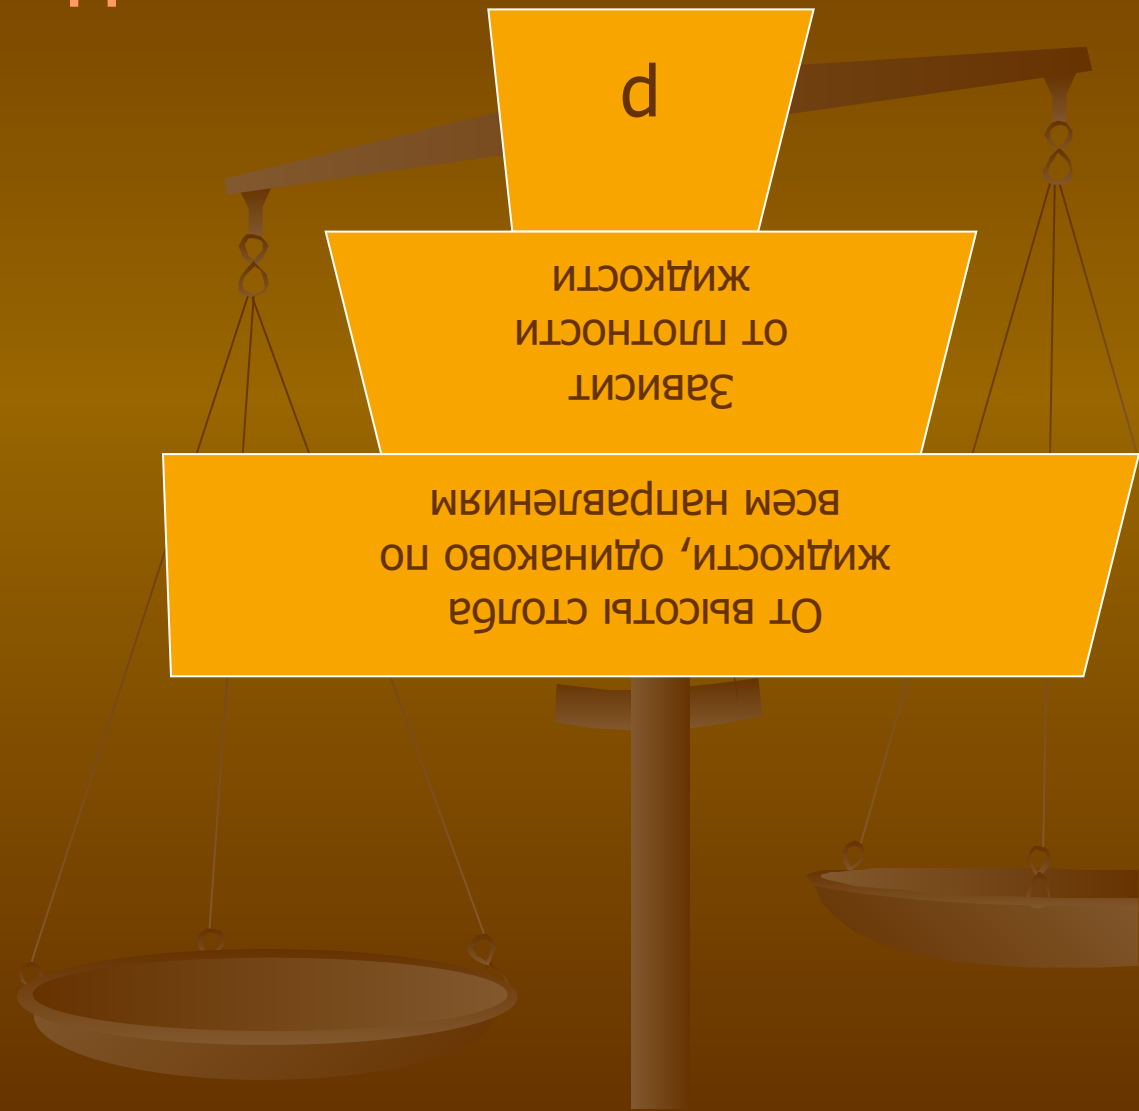 р
Зависит
от плотности
жидкости
От высоты столба
жидкости, одинаково по
всем направлениям